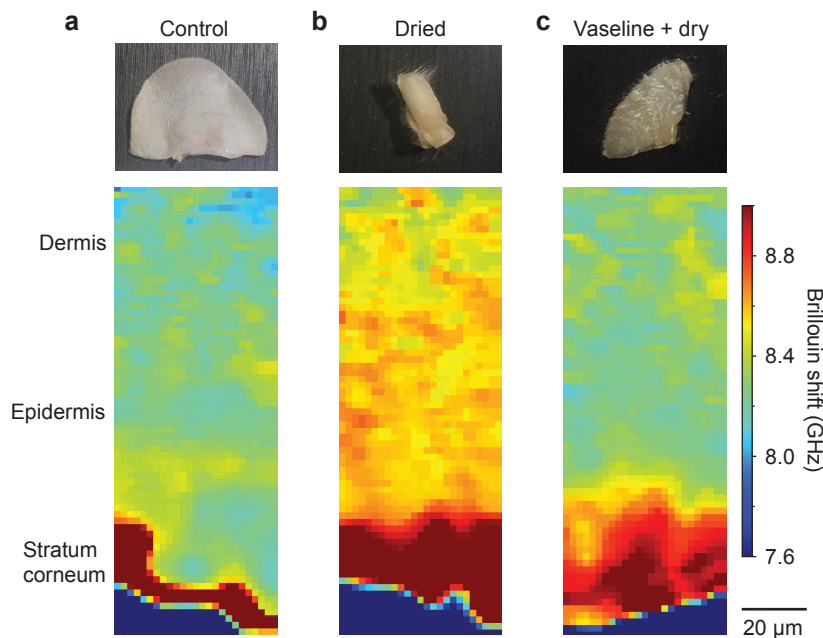 a Control
b Dried
c Vaseline + dry
Dermis
Epidermis
Stratum
corneum
8.8
8.4
8.0
7.6
Brillouin shift (GHz)
20 μm